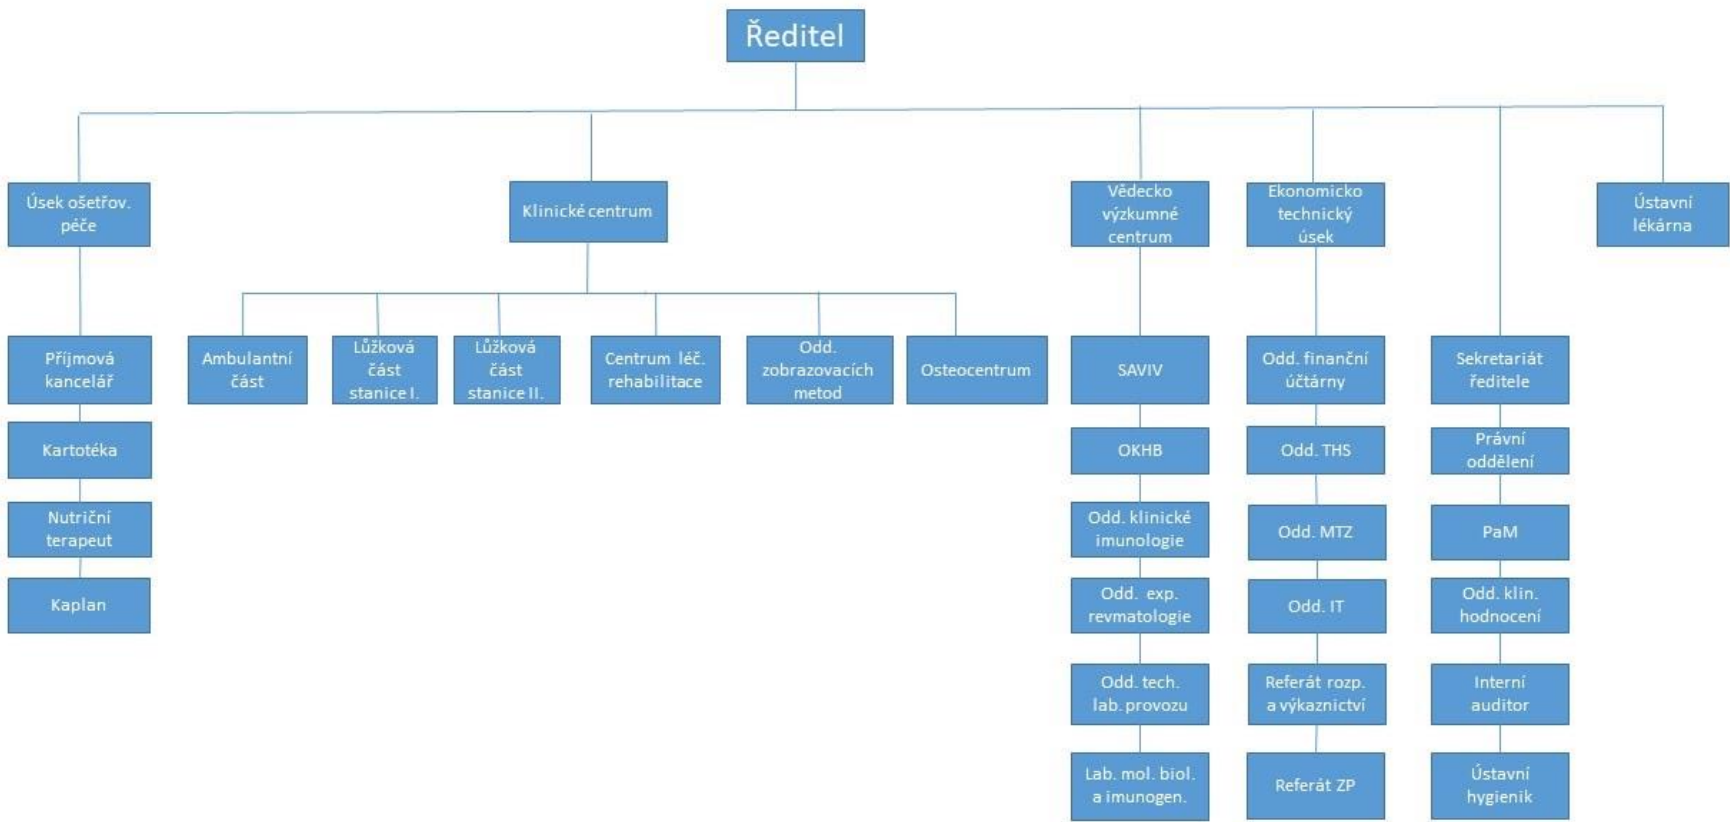 Ředitel
Úsek ošetřov.
péče
Klinické centrum
Vědecko
výzkumné
centrum
Ekonomicko
technický
úsek
Ústavní
lékárna
Příjmová
kancelář
Ambulantní
část
Lůžková
část
stanice I.
Lůžková
část
stanice II.
Centrum léč.
rehabilitace
Odd.
zobrazovacích
metod
Osteocentrum
SAVIV
Odd. finanční
účtárny
Sekretariát
ředitele
Kartotéka
OKHB
Odd. THS
Právní
oddělení
Nutriční
terapeut
Odd. klinické
imunologie
Odd. MTZ
PaM
Kaplan
Odd. exp.
revmatologie
Odd. IT
Odd. klin.
hodnocení
Odd. tech.
lab. provozu
Referát rozp.
a výkaznictví
Interní
auditor
Lab. mol. biol.
a imunogen.
Referát ZP
Ústavní
hygienik